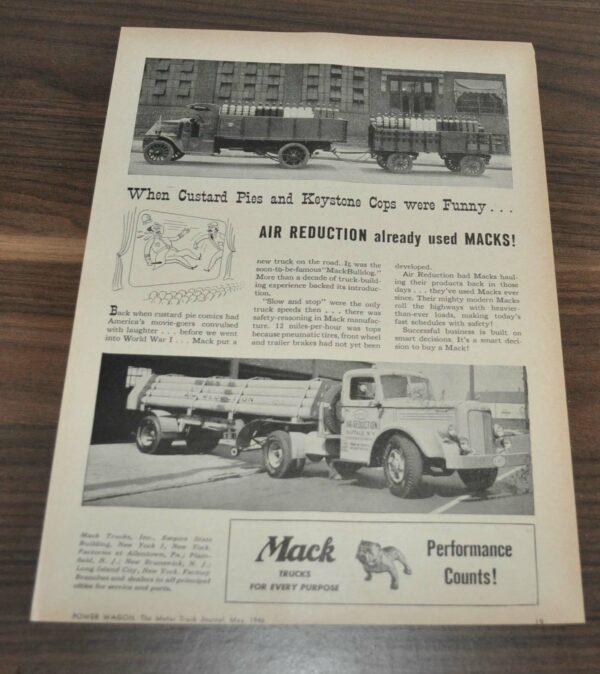 When Custard Pies and Keystone Cops were Funny...
AIR REDUCTION already used MACKS!
Back when custard pie comics had
America's movie-goers convulsed
with laughter . . . before we went
into World War I . . . Mack put a
new truck on the road. It was the
soon-to-be-famous "Mack Bulldog."
More than a decade of truck-build-
ing experience backed its introduc-
tion.
"Slow and stop" were the only
truck speeds then . . . there was
safety-reasoning in Mack manufac-
ture. 12 miles-per-hour was tops
because pneumatic tires, front wheel
and trailer brakes had not yet been
developed.
Air Reduction had Macks haul-
ing their products back in those
days . . . they've used Macks ever
since. Their mighty modern Macks
roll the highways with heavier-
than-ever loads, making today's
fast schedules with safety!
Successful business is built on
smart decisions. It's a smart deci-
sion to buy a Mack!
AIR REDUCTION
AIR REDUCTION
BUFFALO, N.Y.
Mack Trucks, Inc., Empire State
Building, New York 1, New York.
Factories at Allentown, Pa.; Plain-
field, N. J.; New Brunswick, N. J.;
Long Island City, New York. Factory
Branches and dealers in all principal
cities for service and parts.
Mack
TRUCKS
FOR EVERY PURPOSE
Performance
Counts!
POWER WAGON, The Motor Truck Journal, May, 1946